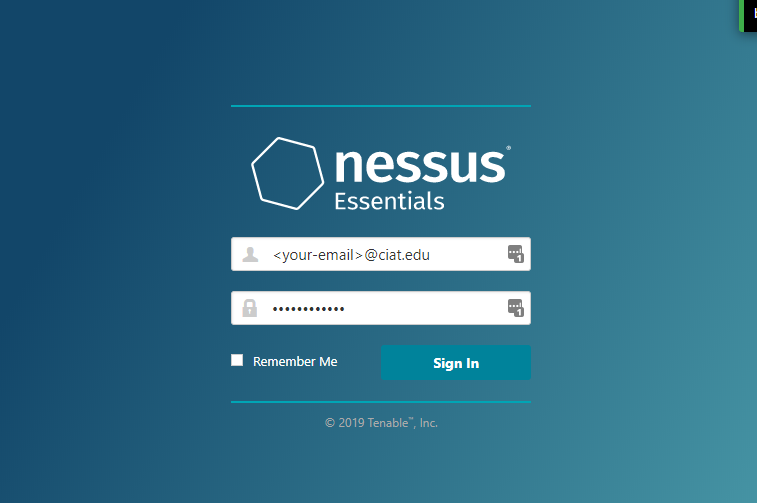 nessus®
Essentials
<your-email>@ciat.edu
••••••••••••
Remember Me
Sign In
© 2019 Tenable™, Inc.